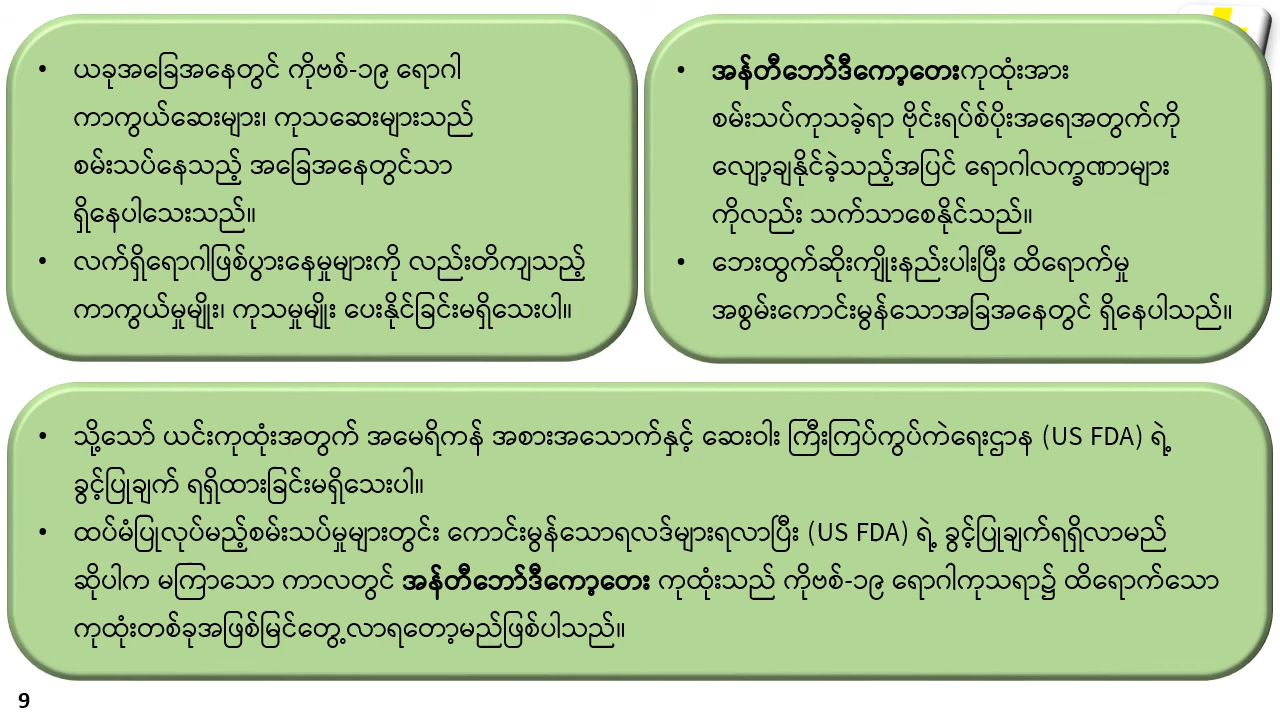 • ယခုအခြေအနေတွင် ကိုဗစ်-၁၉ ရောဂါ
ကာကွယ်ဆေးများ၊ ကုသဆေးများသည်
စမ်းသပ်နေသည့် အခြေအနေတွင်သာ
ရှိနေပါသေးသည်။
• လက်ရှိရောဂါဖြစ်ပွားနေမှုများကို လည်းတိကျသည့်
ကာကွယ်မှုမျိုး၊ ကုသမှုမျိုး ပေးနိုင်ခြင်းမရှိသေးပါ။
• အန်တီဘော်ဒီကော့တေးကုထုံးအား
စမ်းသပ်ကုသခဲ့ရာ ဗိုင်းရပ်စ်ပိုးအရေအတွက်ကို
လျော့ချနိုင်ခဲ့သည့်အပြင် ရောဂါလက္ခဏာများ
ကိုလည်း သက်သာစေနိုင်သည်။
• ဘေးထွက်ဆိုးကျိုးနည်းပါးပြီး ထိရောက်မှု
အစွမ်းကောင်းမွန်သောအခြအနေတွင် ရှိနေပါသည်။
• သို့သော် ယင်းကုထုံးအတွက် အမေရိကန် အစားအသောက်နှင့် ဆေးဝါး ကြီးကြပ်ကွပ်ကဲရေးဌာန (US FDA) ရဲ့
ခွင့်ပြုချက် ရရှိထားခြင်းမရှိသေးပါ။
• ထပ်မံပြုလုပ်မည့်စမ်းသပ်မှုများတွင်း ကောင်းမွန်သောရလဒ်များရလာပြီး (US FDA) ရဲ့ ခွင့်ပြုချက်ရရှိလာမည်
ဆိုပါက မကြာသော ကာလတွင် အန်တီဘော်ဒီကော့တေး ကုထုံးသည် ကိုဗစ်-၁၉ ရောဂါကုသရာ၌ ထိရောက်သော
ကုထုံးတစ်ခုအဖြစ်မြင်တွေ့လာရတော့မည်ဖြစ်ပါသည်။
9